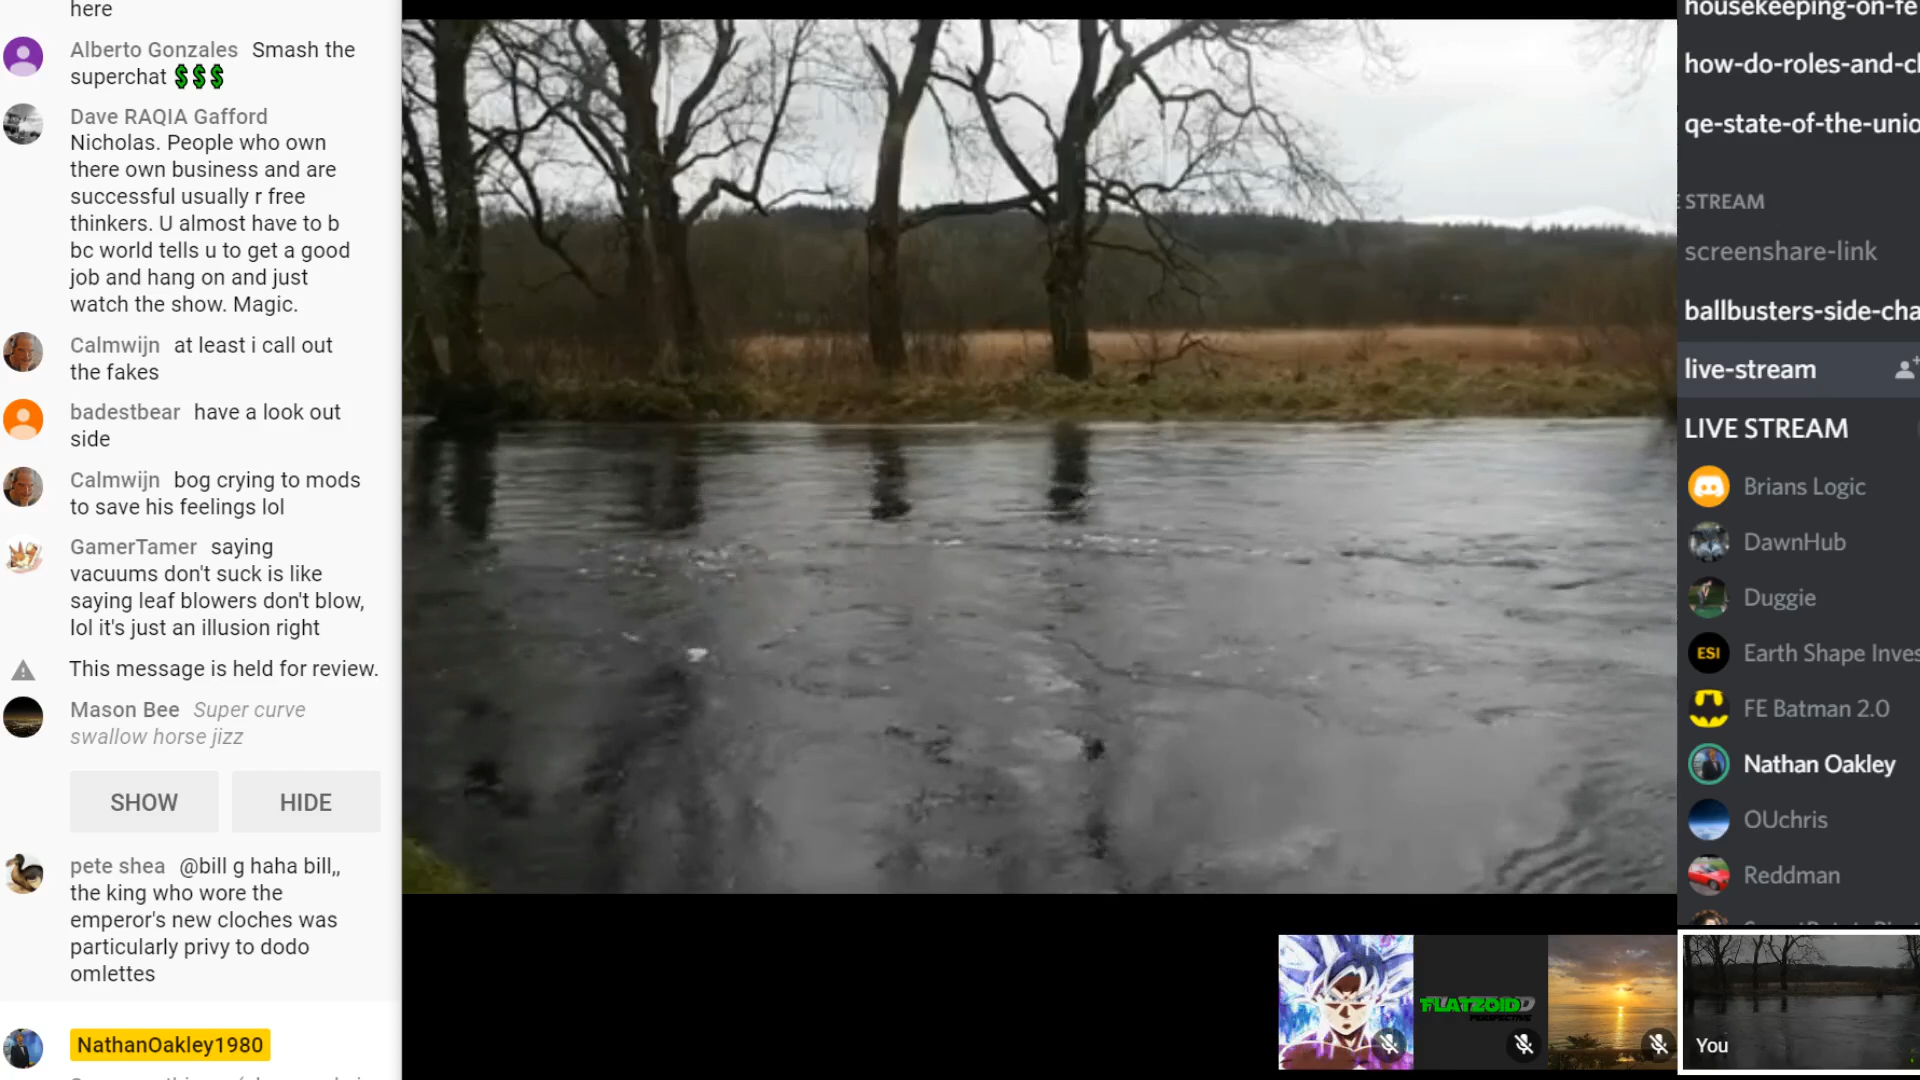 here
Alberto Gonzales Smash the
superchat
Dave RAQIA Gafford
Nicholas. People who own
there own business and are
successful usually r free
thinkers. U almost have to b
bc world tells u to get a good
job and hang on and just
watch the show. Magic.
Calmwijn at least i call out
the fakes
badestbear have a look out
side
Calmwijn bog crying to mods
to save his feelings lol
GamerTamer saying
vacuums don't suck is like
saying leaf blowers don't blow,
lol it's just an illusion right
This message is held for review.
Mason Bee Super curve
swallow horse jizz
SHOW HIDE
pete shea @bill g haha bill,,
the king who wore the
emperor's new cloches was
particularly privy to dodo
omlettes
NathanOakley1980
FLATZOID
PERSPECTIVE
You
housekeeping-on-fe
how-do-roles-and-cl
qe-state-of-the-unio
STREAM
screenshare-link
ballbusters-side-cha
live-stream
LIVE STREAM
Brians Logic
DawnHub
Duggie
ESI Earth Shape Inves
FE Batman 2.0
Nathan Oakley
OUchris
Reddman